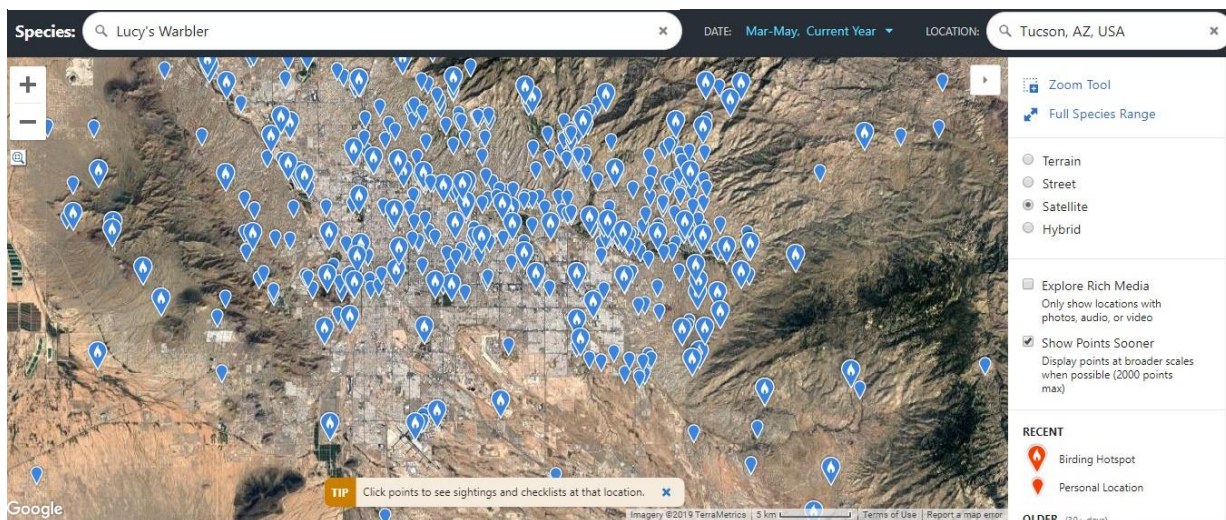 Species: Lucy's Warbler × DATE: Mar-May, Current Year LOCATION: Tucson, AZ, USA ×
+
−
Zoom Tool
Full Species Range
Terrain
Street
Satellite
Hybrid
Explore Rich Media
Only show locations with
photos, audio, or video
Show Points Sooner
Display points at broader scales
when possible (2000 points
max)
RECENT
Birding Hotspot
Personal Location
OLDER (30+ days)
TIP Click points to see sightings and checklists at that location. ×
Google Imagery ©2019 TerraMetrics 5 km Terms of Use Report a map error